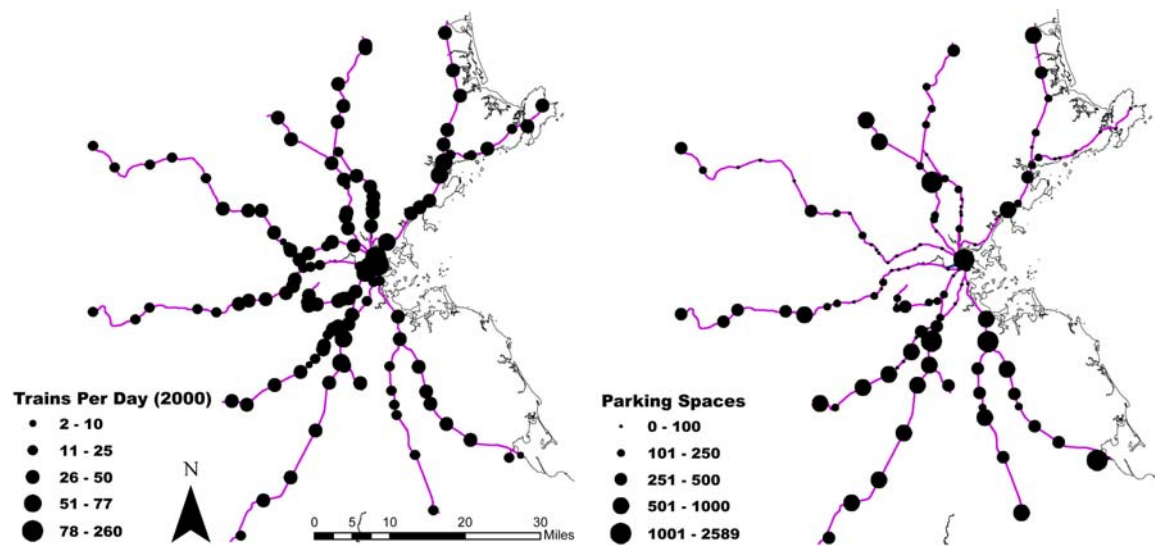 Trains Per Day (2000)
2 - 10
11 - 25
26 - 50
51 - 77
78 - 260
N
0 5 10 20 30
Miles
Parking Spaces
0 - 100
101 - 250
251 - 500
501 - 1000
1001 - 2589